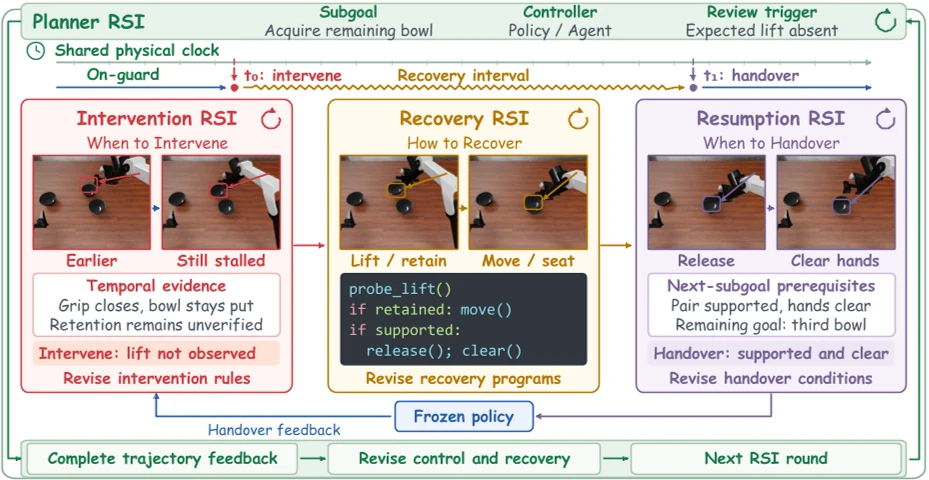 Planner RSI
Subgoal
Acquire remaining bowl
Controller
Policy / Agent
Review trigger
Expected lift absent
Shared physical clock
On-guard
t₀: intervene
Recovery interval
t₁: handover
Intervention RSI
When to Intervene
Earlier
Still stalled
Temporal evidence
Grip closes, bowl stays put
Retention remains unverified
Intervene: lift not observed
Revise intervention rules
Recovery RSI
How to Recover
Lift / retain
Move / seat
probe_lift()
if retained: move()
if supported:
release(); clear()
Revise recovery programs
Resumption RSI
When to Handover
Release
Clear hands
Next-subgoal prerequisites
Pair supported, hands clear
Remaining goal: third bowl
Handover: supported and clear
Revise handover conditions
Frozen policy
Handover feedback
Complete trajectory feedback
Revise control and recovery
Next RSI round